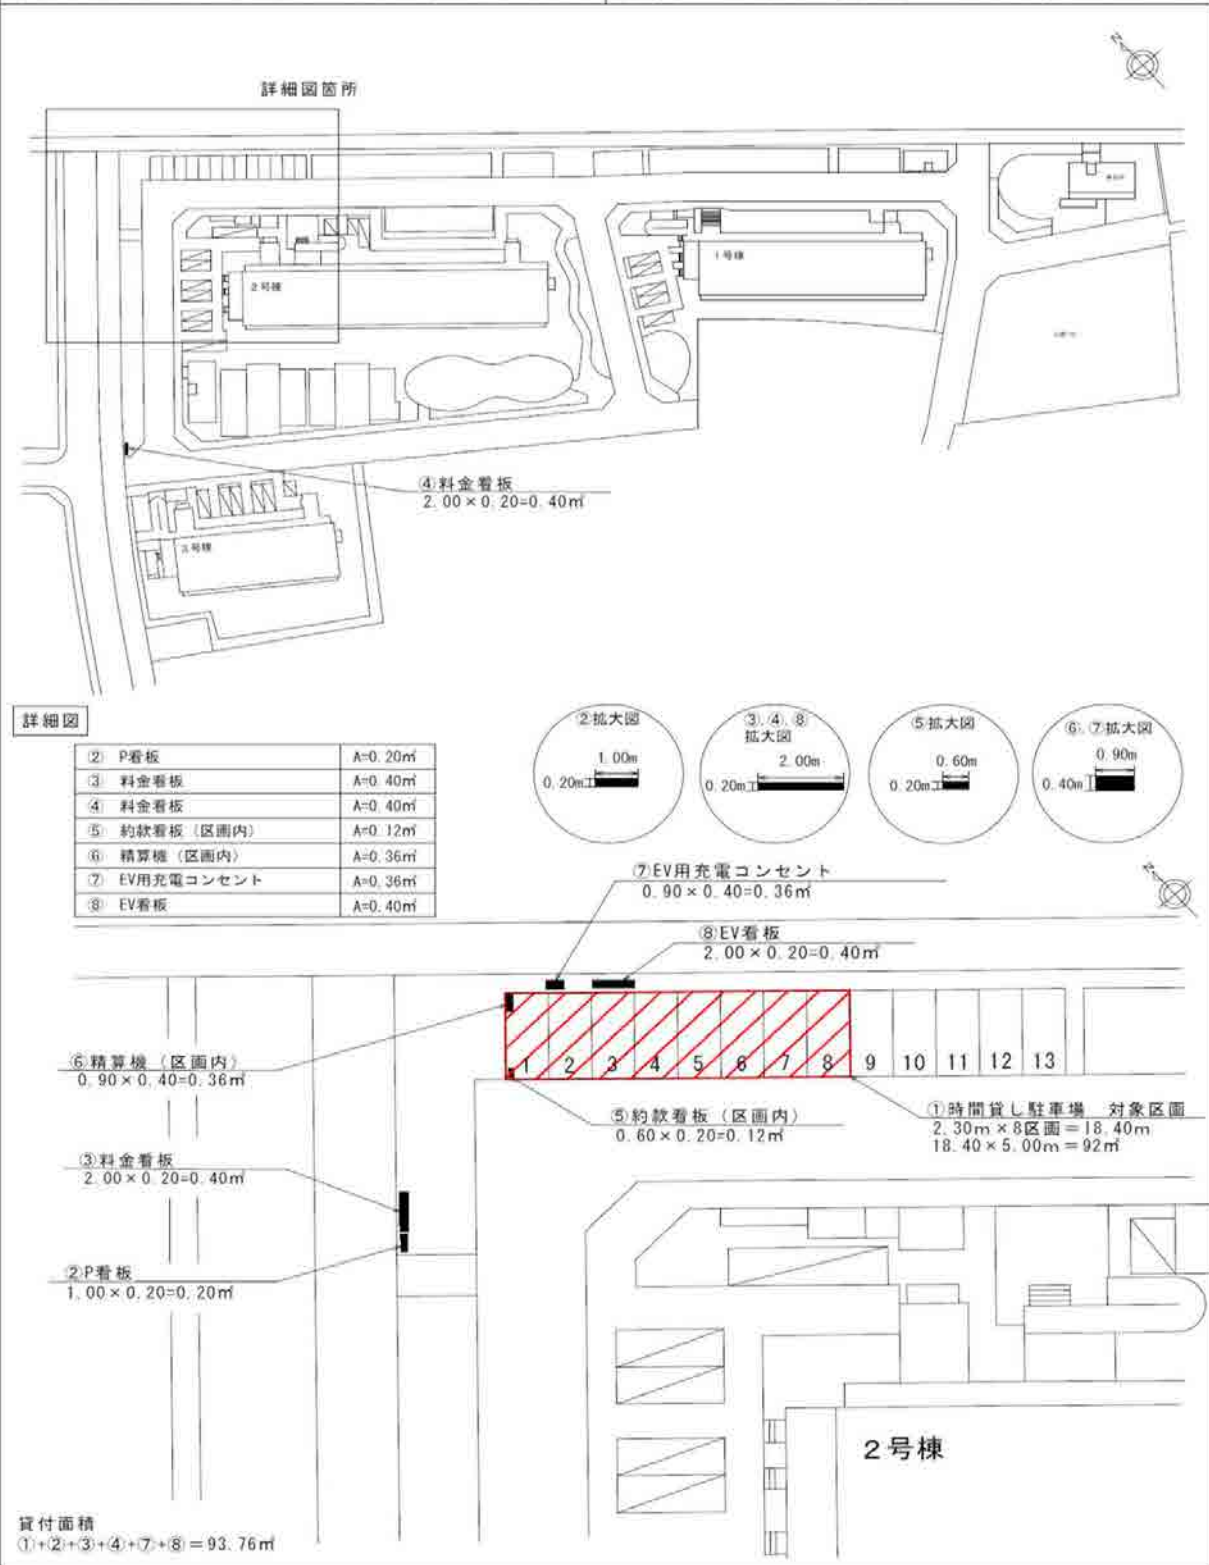 N
詳細図箇所
2号棟
1号棟
④料金看板
2.00×0.20=0.40㎡
3号棟
詳細図
② P看板 A=0.20㎡
③ 料金看板 A=0.40㎡
④ 料金看板 A=0.40㎡
⑤ 約款看板（区画内） A=0.12㎡
⑥ 精算機（区画内） A=0.36㎡
⑦ EV用充電コンセント A=0.36㎡
⑧ EV看板 A=0.40㎡
②拡大図
1.00m
0.20m
③,④,⑧
拡大図
2.00m
0.20m
⑤拡大図
0.60m
0.20m
⑥,⑦拡大図
0.90m
0.40m
N
⑦EV用充電コンセント
0.90×0.40=0.36㎡
⑧EV看板
2.00×0.20=0.40㎡
1 2 3 4 5 6 7 8 9 10 11 12 13
⑥精算機（区画内）
0.90×0.40=0.36㎡
⑤約款看板（区画内）
0.60×0.20=0.12㎡
①時間貸し駐車場 対象区画
2.30m×8区画＝18.40m
18.40×5.00m＝92㎡
③料金看板
2.00×0.20=0.40㎡
②P看板
1.00×0.20=0.20㎡
2号棟
貸付面積
①+②+③+④+⑦+⑧＝93.76㎡